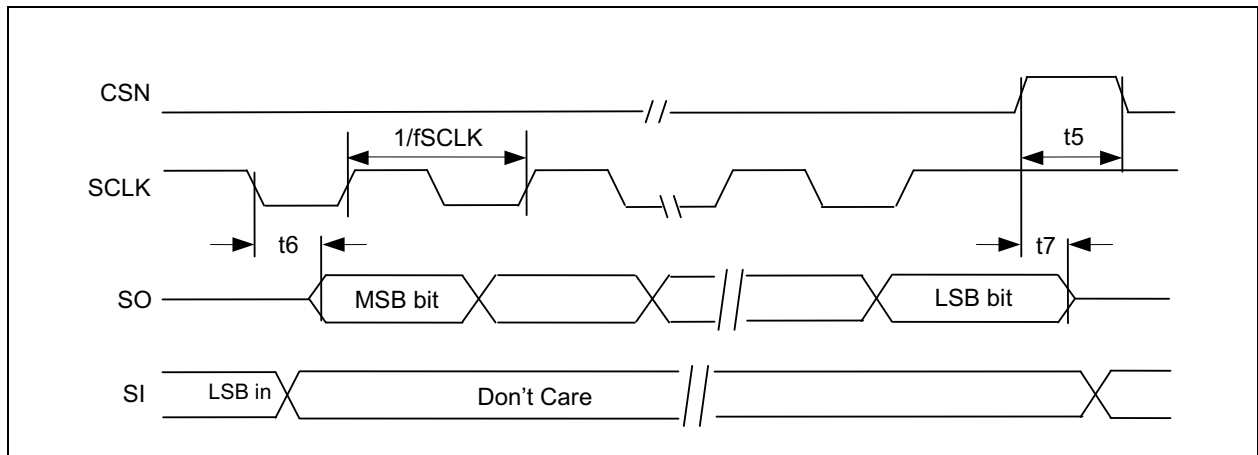 CSN
1/fSCLK
t5
SCLK
t6
t7
SO
MSB bit
LSB bit
SI
LSB in
Don't Care